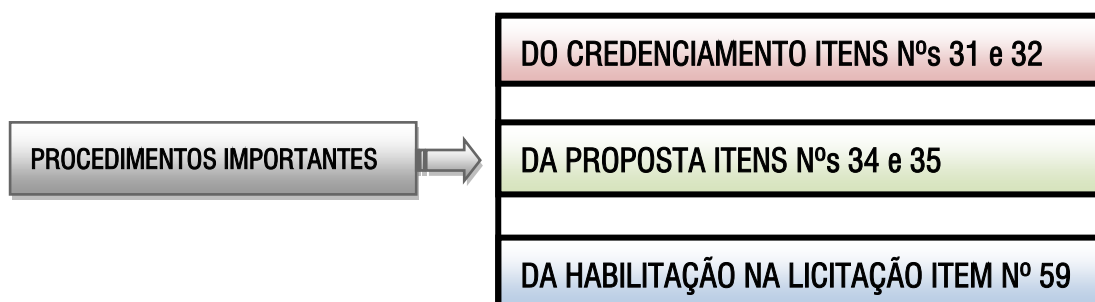 DO CREDENCIAMENTO ITENS Nºs 31 e 32
PROCEDIMENTOS IMPORTANTES
DA PROPOSTA ITENS Nºs 34 e 35
DA HABILITAÇÃO NA LICITAÇÃO ITEM Nº 59